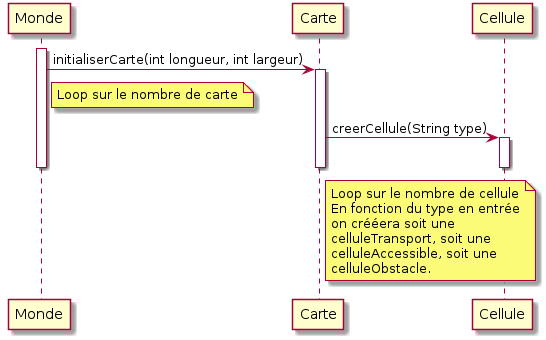 Monde
Carte
Cellule
initialiserCarte(int longueur, int largeur)
Loop sur le nombre de carte
creerCellule(String type)
Loop sur le nombre de cellule
En fonction du type en entrée
on crééera soit une
celluleTransport, soit une
celluleAccessible, soit une
celluleObstacle.
Monde
Carte
Cellule